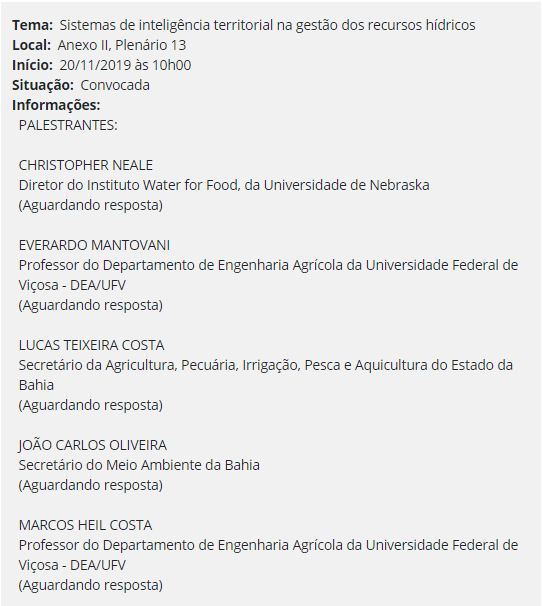 Tema: Sistemas de inteligência territorial na gestão dos recursos hídricos
Local: Anexo II, Plenário 13
Início: 20/11/2019 às 10h00
Situação: Convocada
Informações:
PALESTRANTES:
CHRISTOPHER NEALE
Diretor do Instituto Water for Food, da Universidade de Nebraska
(Aguardando resposta)
EVERARDO MANTOVANI
Professor do Departamento de Engenharia Agrícola da Universidade Federal de
Viçosa - DEA/UFV
(Aguardando resposta)
LUCAS TEIXEIRA COSTA
Secretário da Agricultura, Pecuária, Irrigação, Pesca e Aquicultura do Estado da
Bahia
(Aguardando resposta)
JOÃO CARLOS OLIVEIRA
Secretário do Meio Ambiente da Bahia
(Aguardando resposta)
MARCOS HEIL COSTA
Professor do Departamento de Engenharia Agrícola da Universidade Federal de
Viçosa - DEA/UFV
(Aguardando resposta)